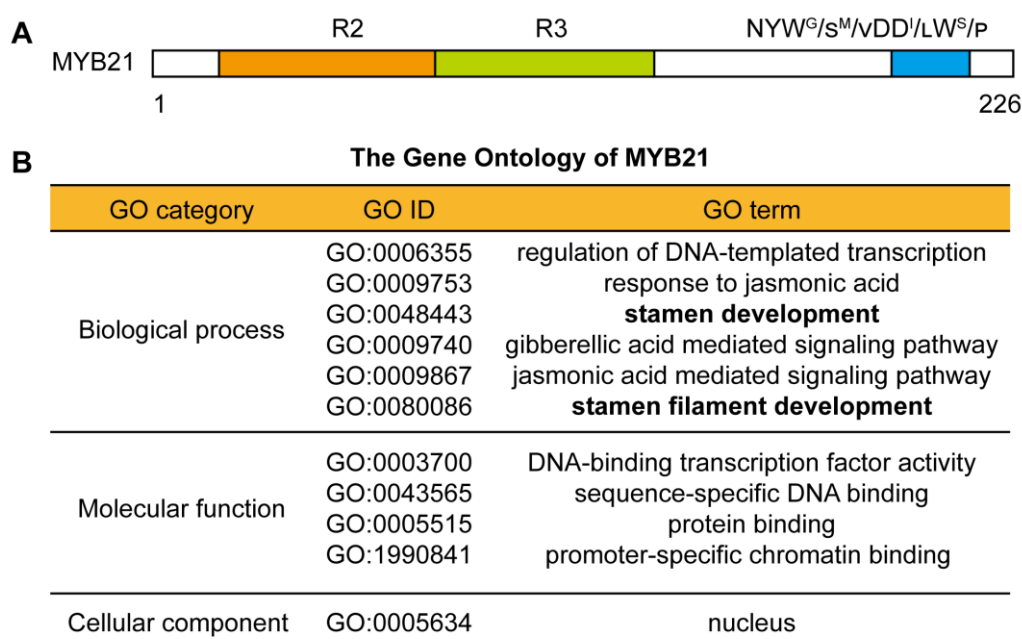 A
R2 R3 NYWᴳ/sᴹ/vDDᴵ/ʟWˢ/ᴘ
MYB21
1 226
B The Gene Ontology of MYB21
GO category GO ID GO term
GO:0006355 regulation of DNA-templated transcription
GO:0009753 response to jasmonic acid
GO:0048443 stamen development
Biological process
GO:0009740 gibberellic acid mediated signaling pathway
GO:0009867 jasmonic acid mediated signaling pathway
GO:0080086 stamen filament development
GO:0003700 DNA-binding transcription factor activity
GO:0043565 sequence-specific DNA binding
Molecular function
GO:0005515 protein binding
GO:1990841 promoter-specific chromatin binding
Cellular component GO:0005634 nucleus